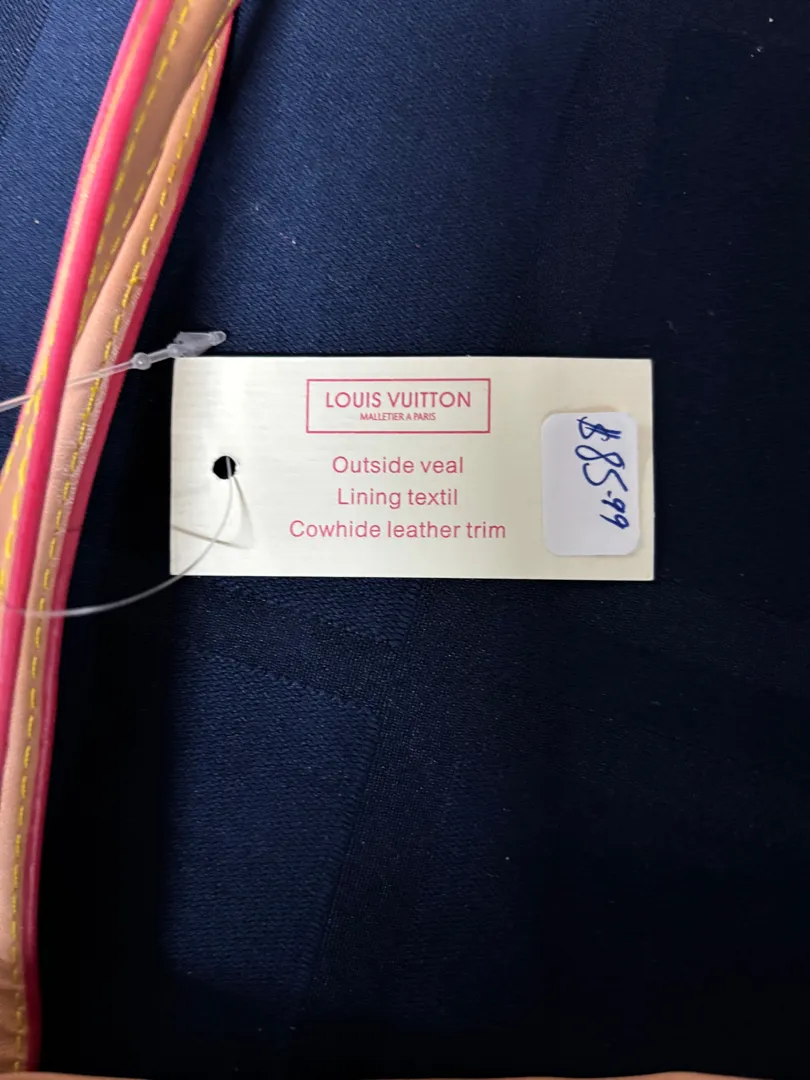 LOUIS VUITTON
MALLETIER A PARIS
Outside veal
Lining textil
Cowhide leather trim
$85.99